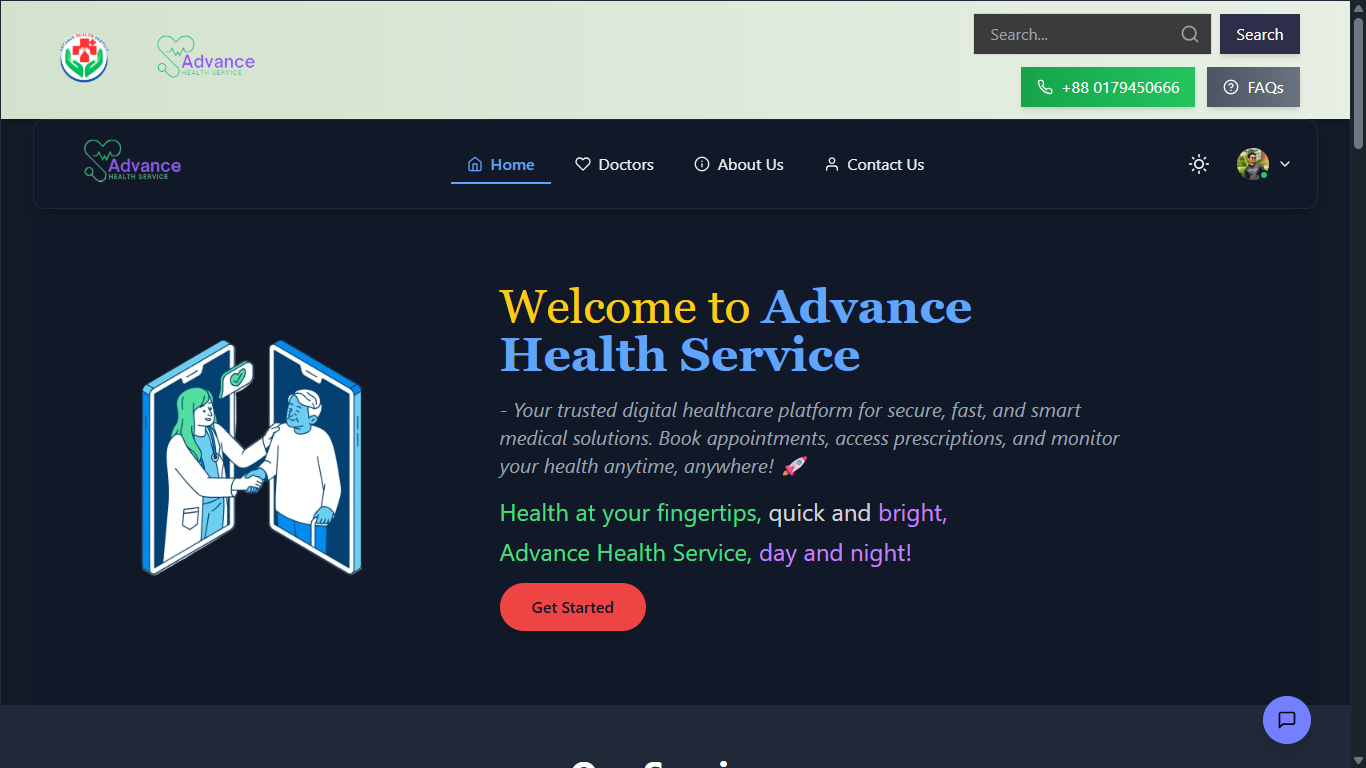 ADVANCE HEALTH SERVICE
Advance
HEALTH SERVICE
Search...
Search
+88 0179450666
FAQs
Advance
HEALTH SERVICE
Home
Doctors
About Us
Contact Us
Welcome to Advance
Health Service
- Your trusted digital healthcare platform for secure, fast, and smart
medical solutions. Book appointments, access prescriptions, and monitor
your health anytime, anywhere! 🚀
Health at your fingertips, quick and bright,
Advance Health Service, day and night!
Get Started